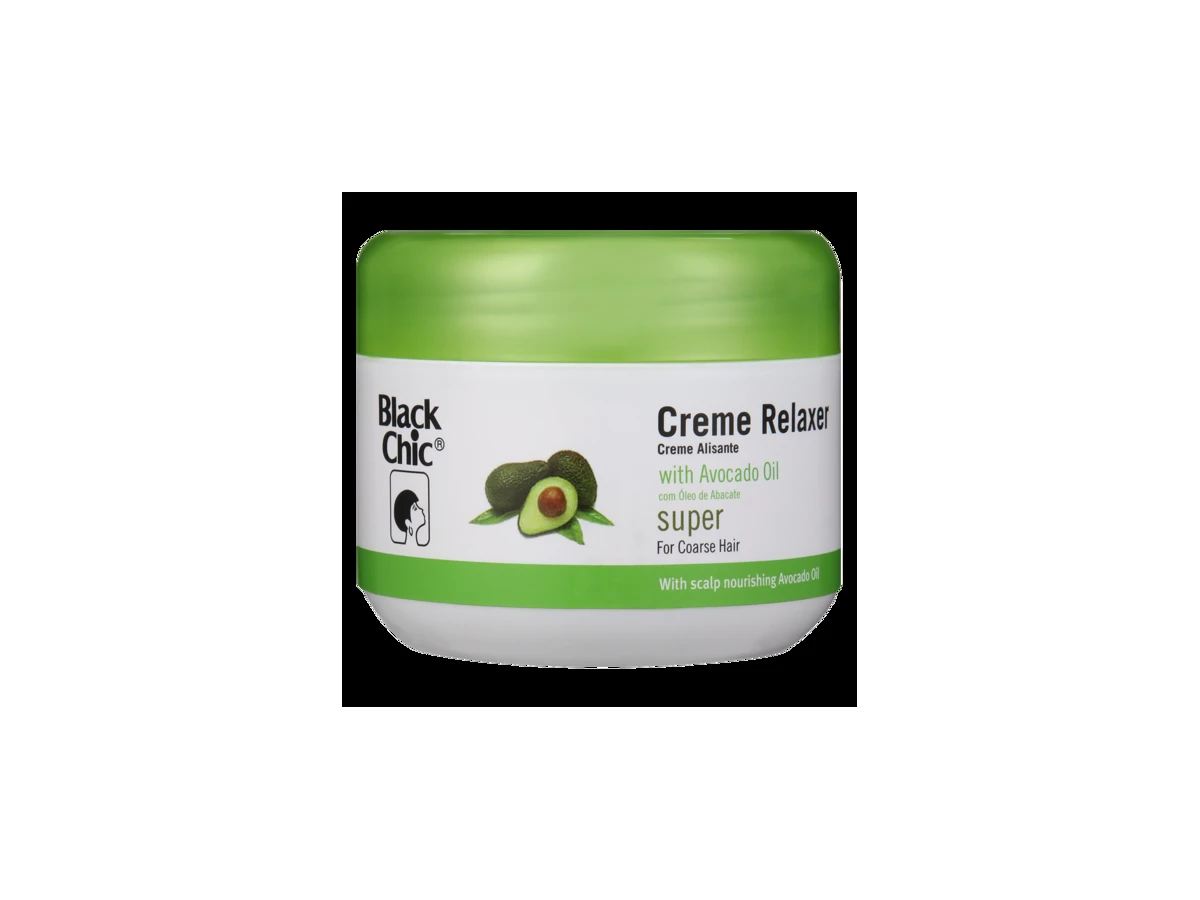 Black
Chic®
Creme Relaxer
Creme Alisante
with Avocado Oil
com Óleo de Abacate
super
For Coarse Hair
With scalp nourishing Avocado Oil